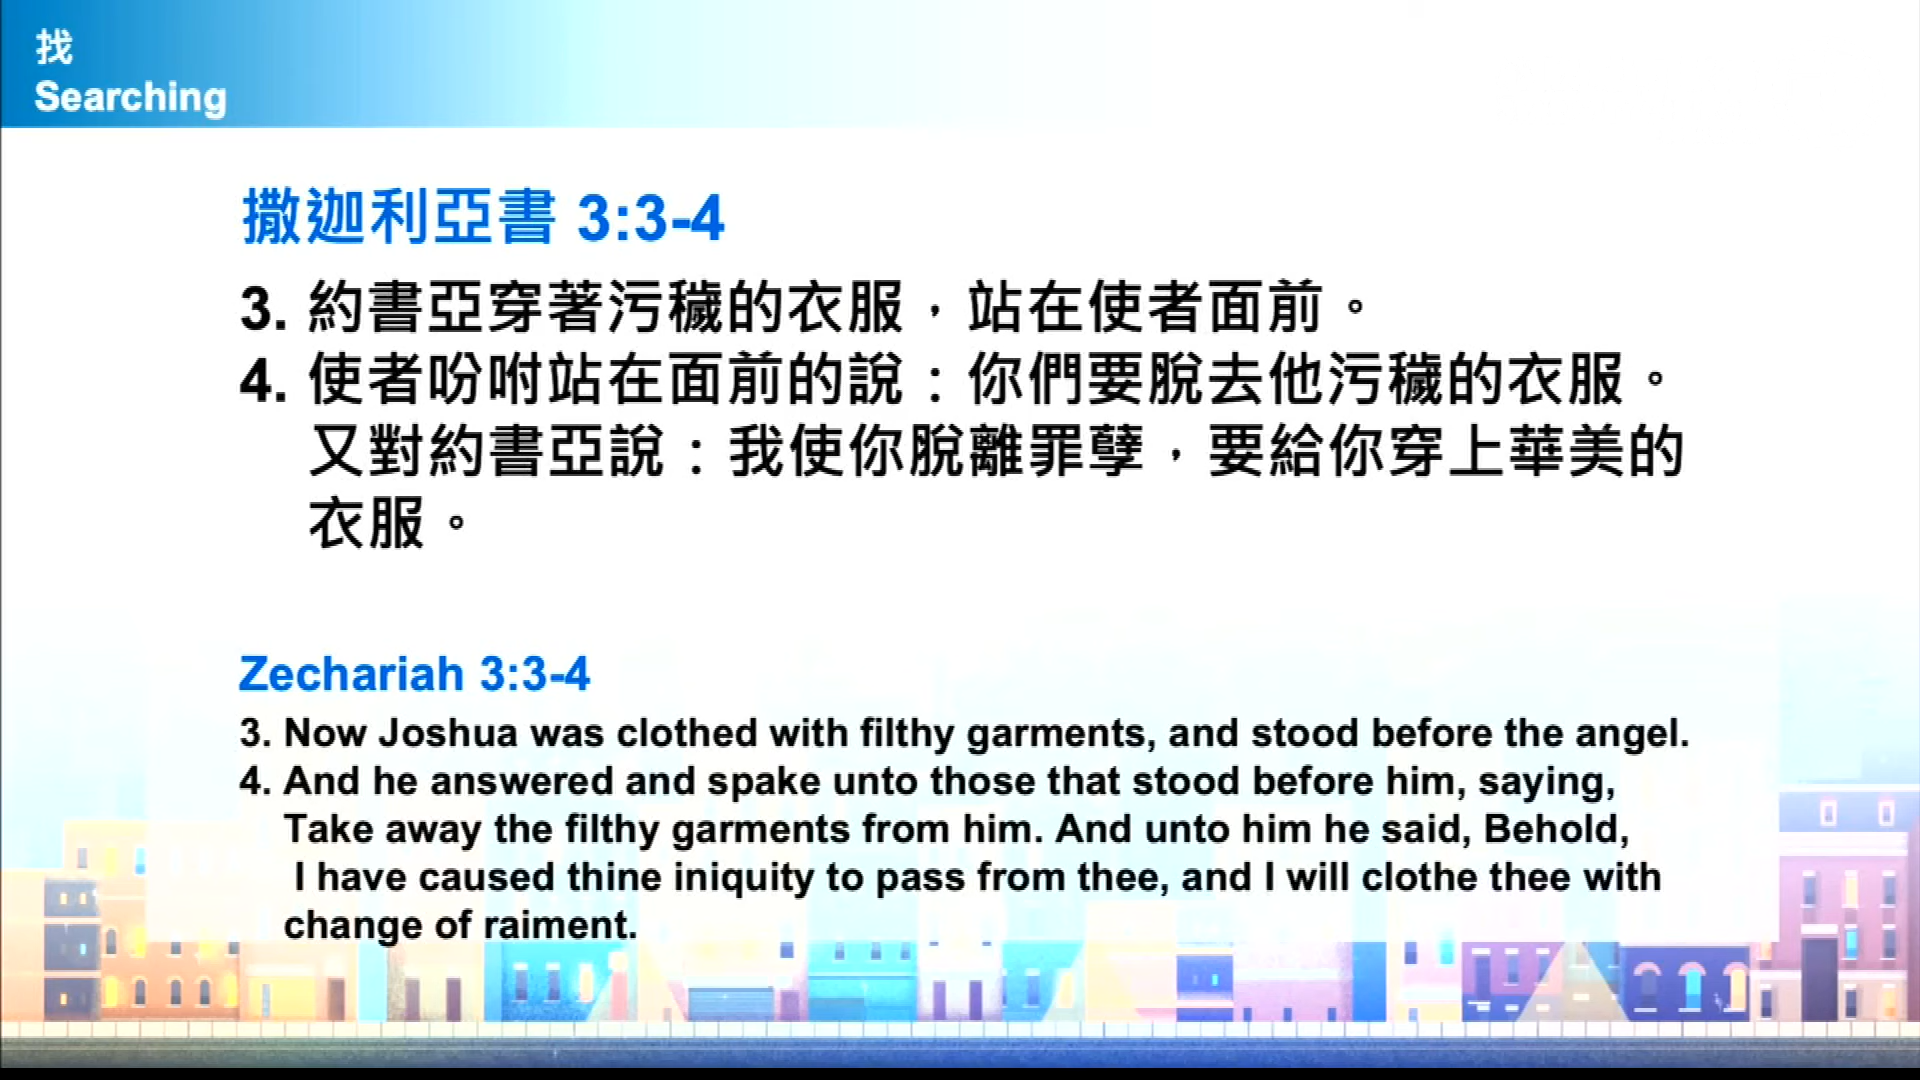 找
Searching
撒迦利亞書 3:3-4
3. 約書亞穿著污穢的衣服，站在使者面前。
4. 使者吩咐站在面前的說：你們要脫去他污穢的衣服。
又對約書亞說：我使你脫離罪孽，要給你穿上華美的
衣服。
Zechariah 3:3-4
3. Now Joshua was clothed with filthy garments, and stood before the angel.
4. And he answered and spake unto those that stood before him, saying,
Take away the filthy garments from him. And unto him he said, Behold,
I have caused thine iniquity to pass from thee, and I will clothe thee with
change of raiment.